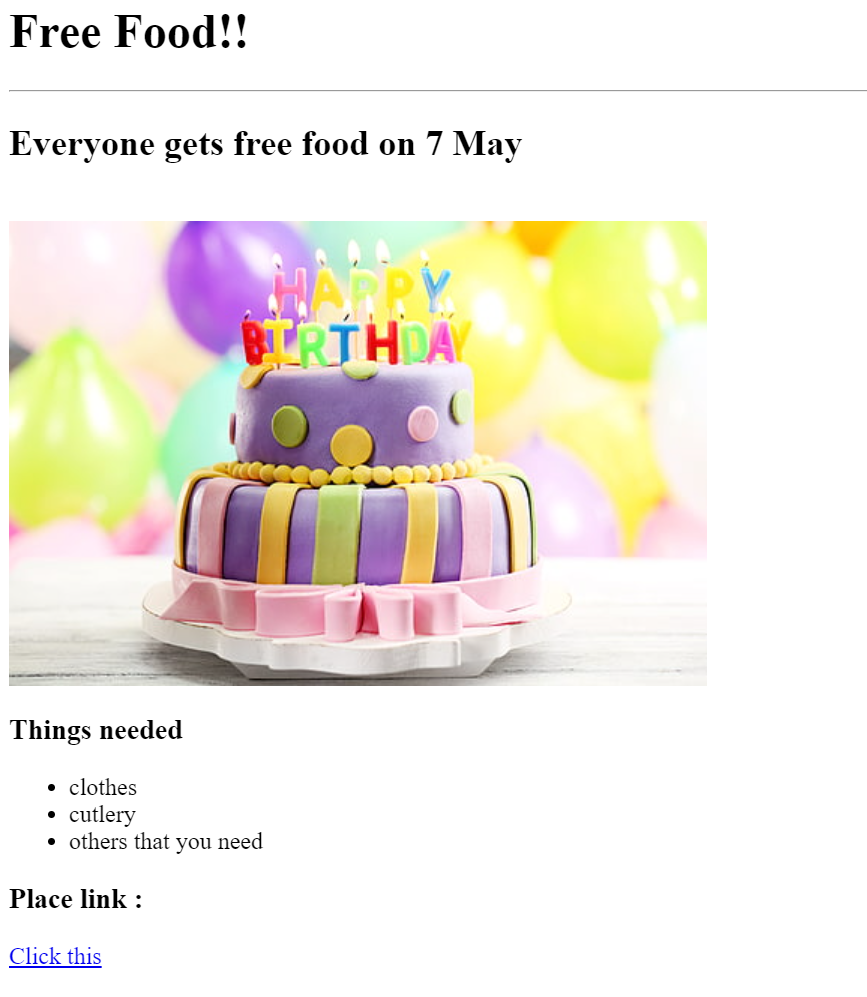 Free Food!!
Everyone gets free food on 7 May
HAPPY
BIRTHDAY
Things needed
clothes
cutlery
others that you need
Place link :
Click this